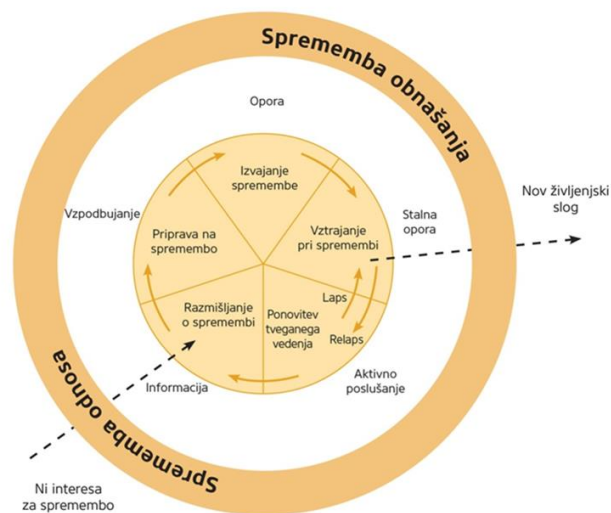 Sprememba obnašanja
Opora
Izvajanje
spremembe
Vzpodbujanje
Priprava na
spremembo
Vztrajanje
pri spremembi
Stalna
opora
Nov življenjski
slog
Razmišljanje
o spremembi
Ponovitev
tveganega
vedenja
Laps
Relaps
Informacija
Aktivno
poslušanje
Sprememba odnosa
Ni interesa
za spremembo